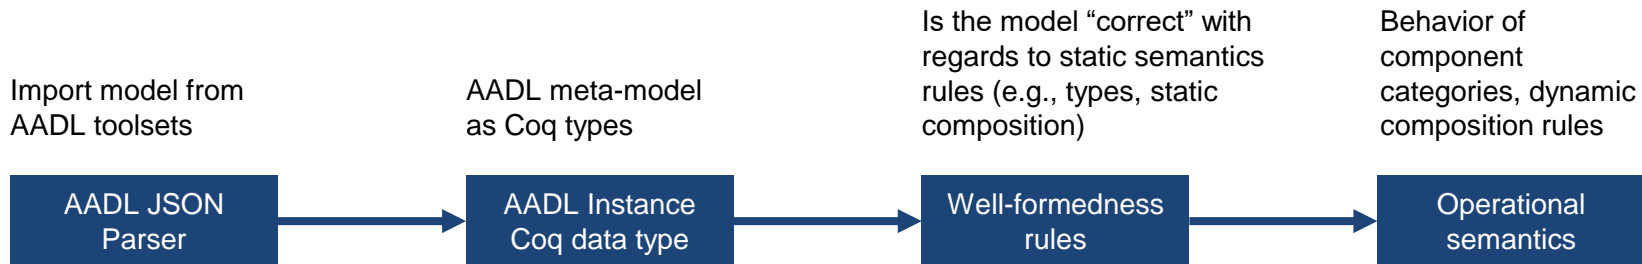 Import model from
AADL toolsets
AADL meta-model
as Coq types
Is the model “correct” with
regards to static semantics
rules (e.g., types, static
composition)
Behavior of
component
categories, dynamic
composition rules
AADL JSON
Parser
AADL Instance
Coq data type
Well-formedness
rules
Operational
semantics